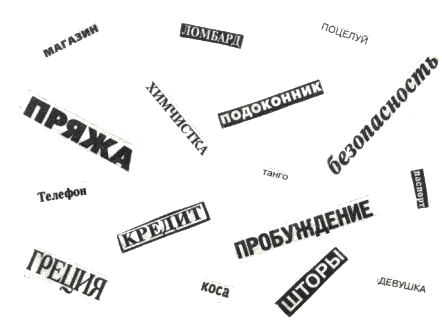 МАГАЗИН
ЛОМБАРД
ПОЦЕЛУЙ
ПРЯЖА
ХИМЧИСТКА
ПОДОКОННИК
безопасность
танго
Телефон
паспорт
КРЕДИТ
ПРОБУЖДЕНИЕ
ГРЕЦИЯ
коса
ШТОРЫ
ДЕВУШКА